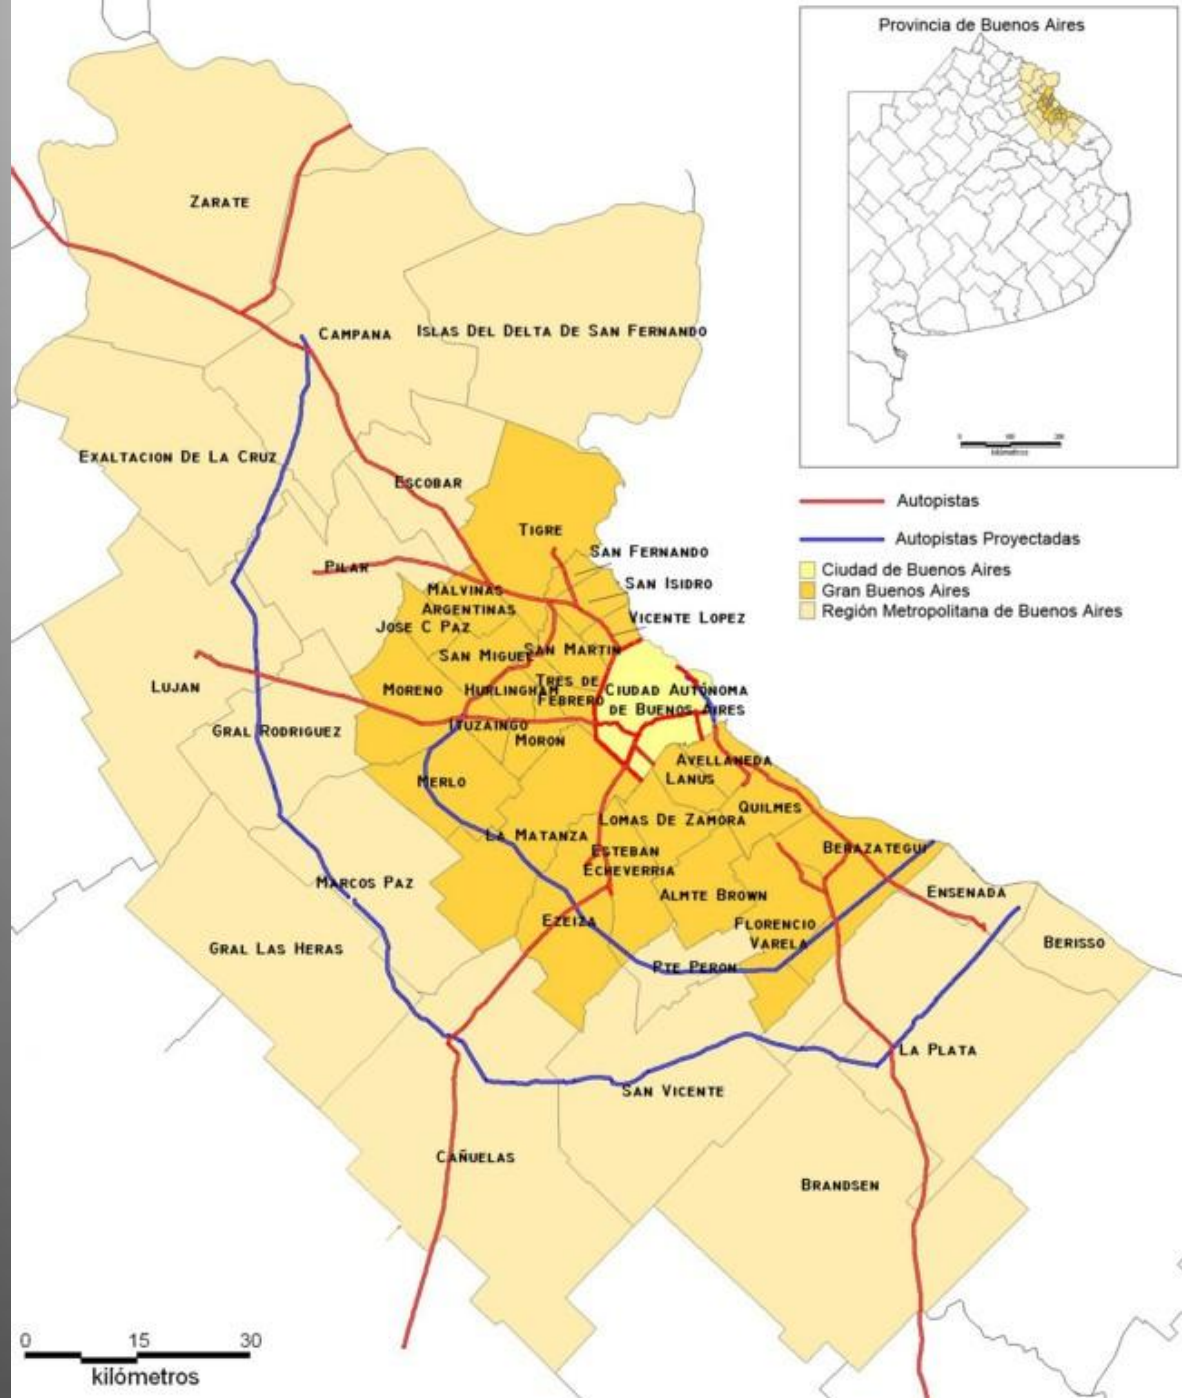 Provincia de Buenos Aires
0
kilómetros
Autopistas
Autopistas Proyectadas
Ciudad de Buenos Aires
Gran Buenos Aires
Región Metropolitana de Buenos Aires
ZARATE
CAMPANA
ISLAS DEL DELTA DE SAN FERNANDO
EXALTACION DE LA CRUZ
ESCOBAR
TIGRE
SAN FERNANDO
PILAR
SAN ISIDRO
MALVINAS
ARGENTINAS
VICENTE LOPEZ
JOSE C PAZ
SAN MARTIN
SAN MIGUEL
TRES DE
FEBRERO
LUJAN
MORENO
HURLINGHAM
CIUDAD AUTÓNOMA
DE BUENOS AIRES
GRAL RODRIGUEZ
ITUZAINGO
MORON
AVELLANEDA
LANUS
MERLO
QUILMES
LOMAS DE ZAMORA
LA MATANZA
ESTEBAN
ECHEVERRIA
BERAZATEGUI
MARCOS PAZ
ALMTE BROWN
ENSENADA
EZEIZA
FLORENCIO
VARELA
BERISSO
GRAL LAS HERAS
PTE PERON
LA PLATA
SAN VICENTE
CAÑUELAS
BRANDSEN
0 15 30
kilómetros